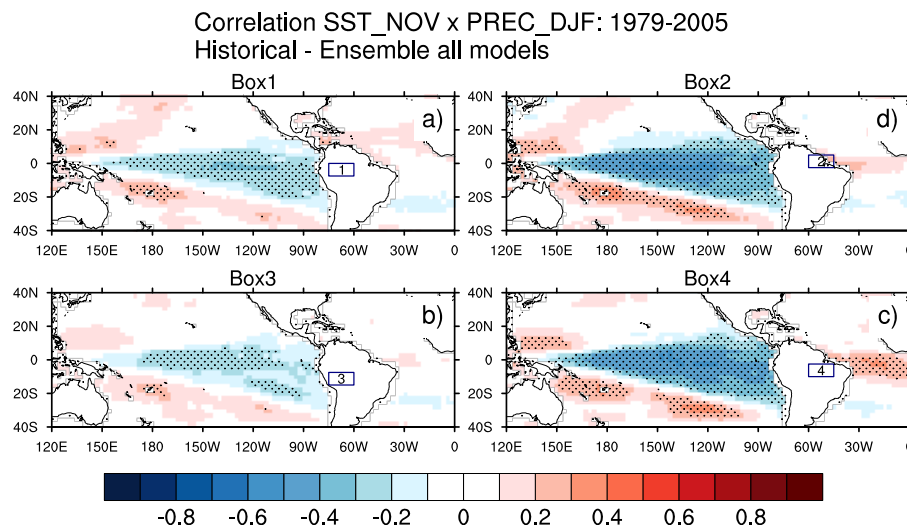 Correlation SST_NOV x PREC_DJF: 1979-2005
Historical - Ensemble all models
Box1
40N
20N
0
20S
40S
a)
1
120E 150E 180 150W 120W 90W 60W 30W 0
Box2
40N
20N
0
20S
40S
d)
2
120E 150E 180 150W 120W 90W 60W 30W 0
Box3
40N
20N
0
20S
40S
b)
3
120E 150E 180 150W 120W 90W 60W 30W 0
Box4
40N
20N
0
20S
40S
c)
4
120E 150E 180 150W 120W 90W 60W 30W 0
-0.8 -0.6 -0.4 -0.2 0 0.2 0.4 0.6 0.8